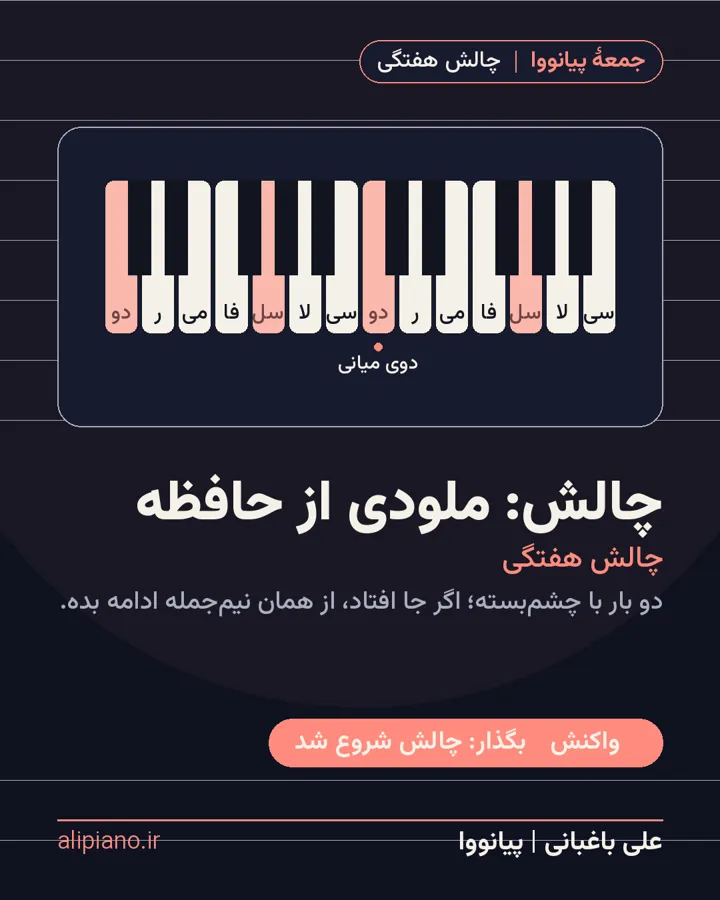 جمعهٔ پیانووا | چالش هفتگی
دو ر می فا سل لا سی دو ر می فا سل لا سی
دوی میانی
چالش: ملودی از حافظه
چالش هفتگی
دو بار با چشم‌بسته؛ اگر جا افتاد، از همان نیم‌جمله ادامه بده.
واکنش بگذار: چالش شروع شد
علی باغبانی | پیانووا
alipiano.ir